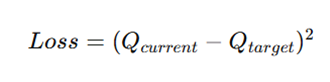 Loss = (Q_current − Q_target)²